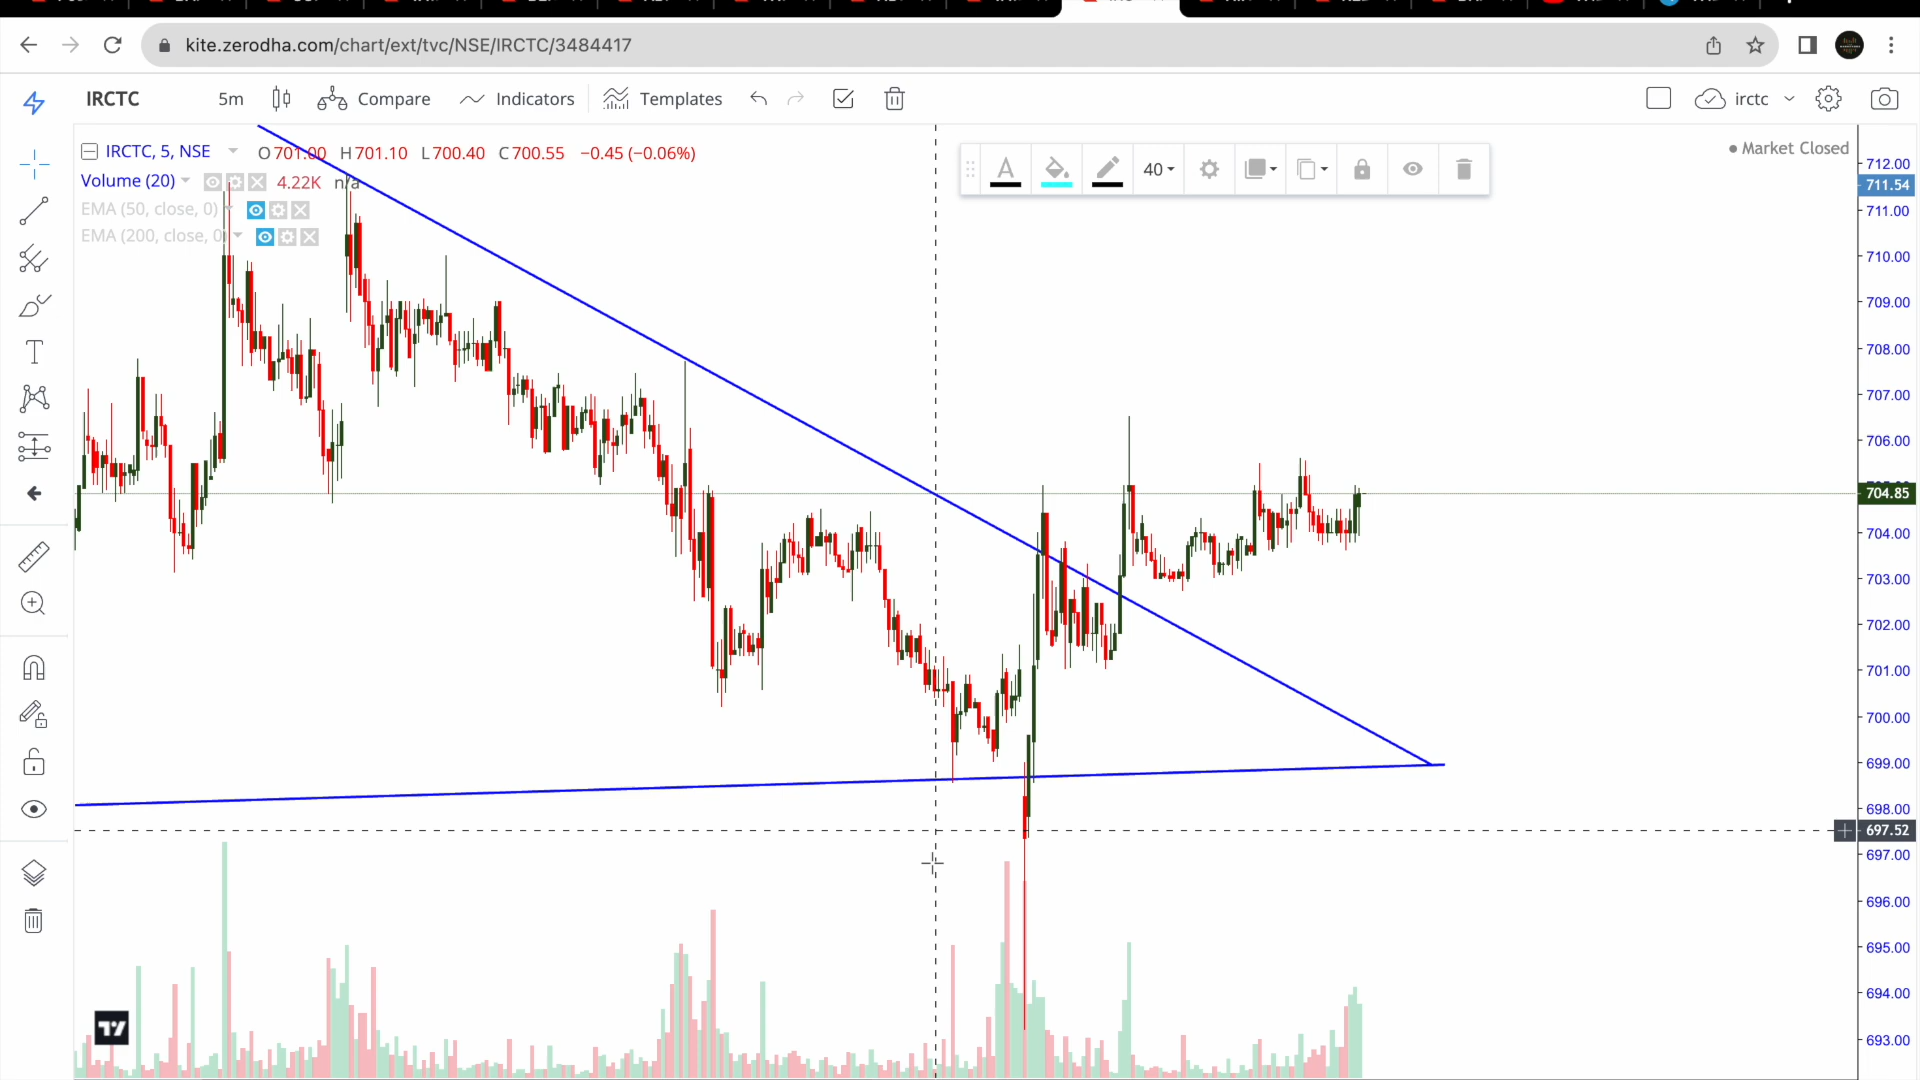 kite.zerodha.com/chart/ext/tvc/NSE/IRCTC/3484417
IRCTC 5m Compare Indicators Templates irctc
IRCTC, 5, NSE O701.00 H701.10 L700.40 C700.55 −0.45 (−0.06%)
Volume (20) 4.22K n/a
EMA (50, close, 0)
EMA (200, close, 0)
A 40
Market Closed
712.00
711.54
711.00
710.00
709.00
708.00
707.00
706.00
704.85
704.00
703.00
702.00
701.00
700.00
699.00
698.00
697.52
697.00
696.00
695.00
694.00
693.00